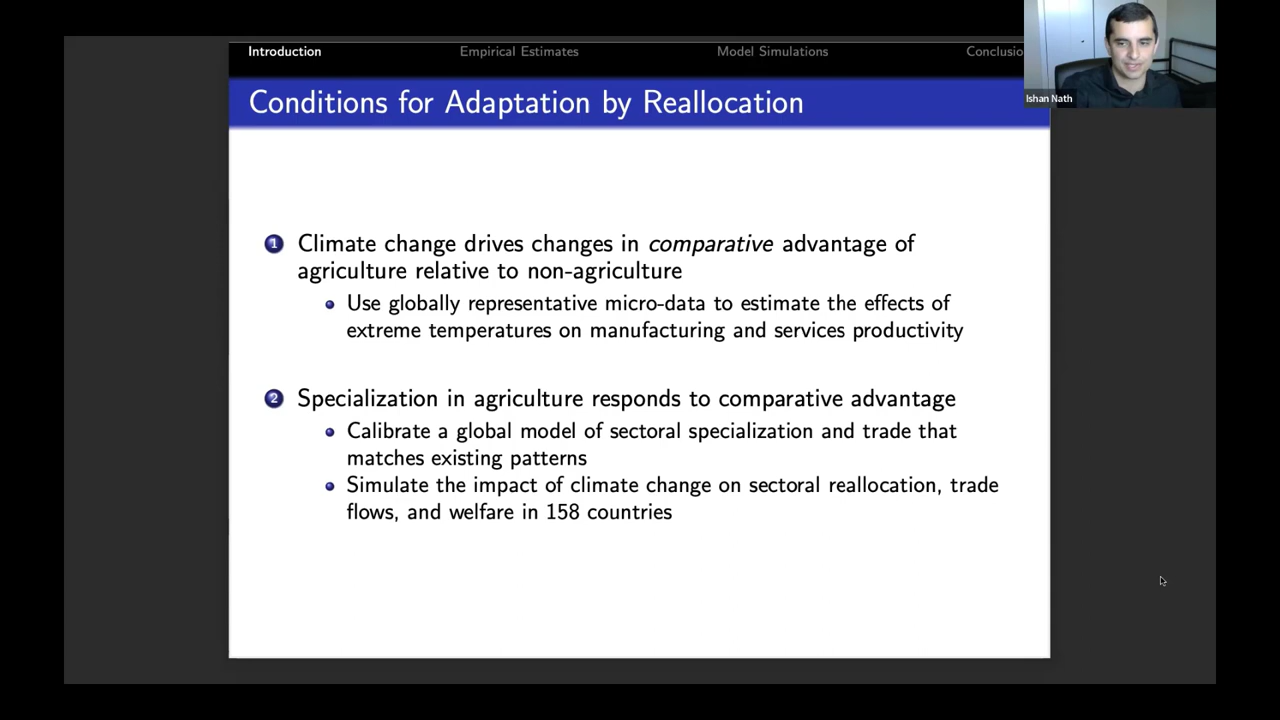 Introduction
Empirical Estimates
Model Simulations
Conclusio
Ishan Nath
Conditions for Adaptation by Reallocation
1 Climate change drives changes in comparative advantage of
agriculture relative to non-agriculture
Use globally representative micro-data to estimate the effects of
extreme temperatures on manufacturing and services productivity
2 Specialization in agriculture responds to comparative advantage
Calibrate a global model of sectoral specialization and trade that
matches existing patterns
Simulate the impact of climate change on sectoral reallocation, trade
flows, and welfare in 158 countries